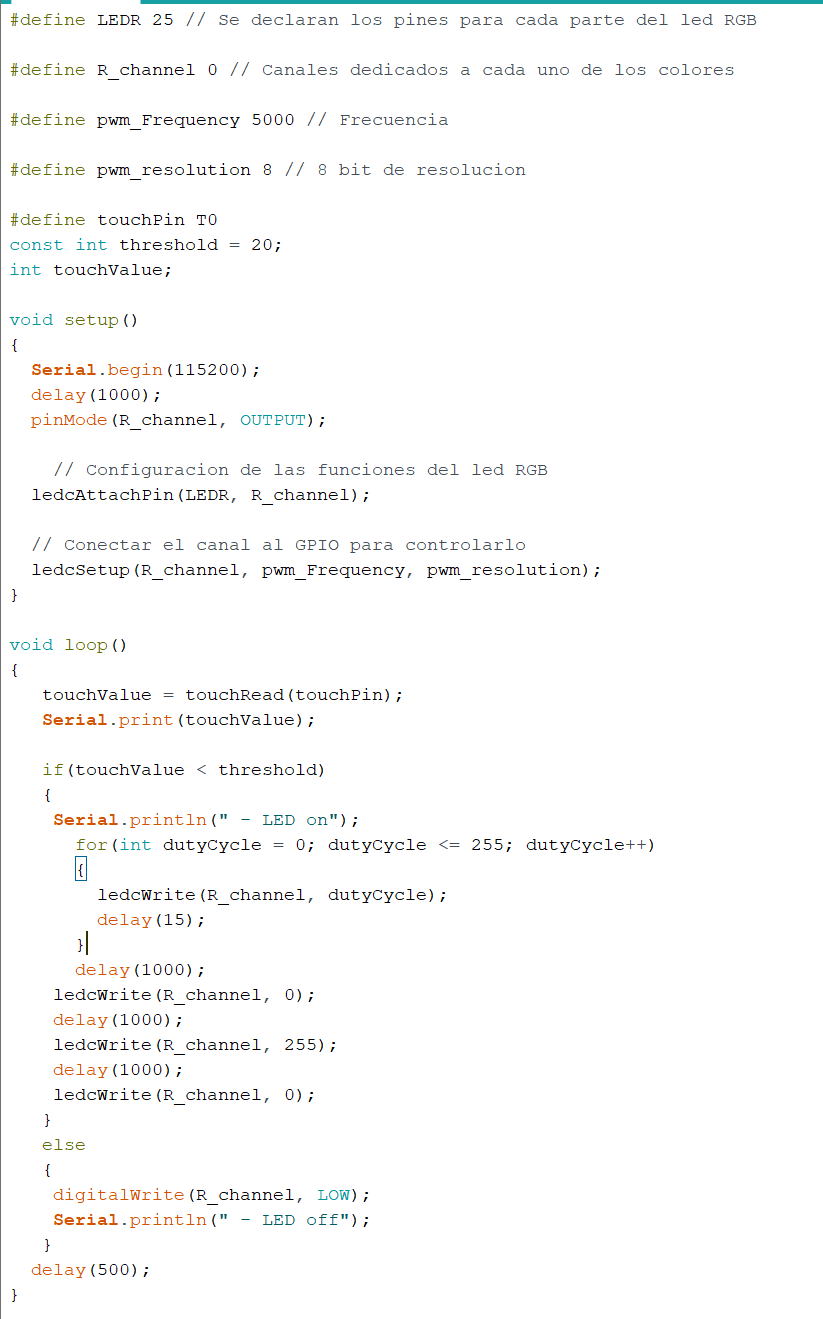 #define LEDR 25 // Se declaran los pines para cada parte del led RGB
#define R_channel 0 // Canales dedicados a cada uno de los colores
#define pwm_Frequency 5000 // Frecuencia
#define pwm_resolution 8 // 8 bit de resolucion
#define touchPin T0
const int threshold = 20;
int touchValue;
void setup()
{
  Serial.begin(115200);
  delay(1000);
  pinMode(R_channel, OUTPUT);
    // Configuracion de las funciones del led RGB
  ledcAttachPin(LEDR, R_channel);
  // Conectar el canal al GPIO para controlarlo
  ledcSetup(R_channel, pwm_Frequency, pwm_resolution);
}
void loop()
{
   touchValue = touchRead(touchPin);
   Serial.print(touchValue);
   if(touchValue < threshold)
   {
    Serial.println(" - LED on");
      for(int dutyCycle = 0; dutyCycle <= 255; dutyCycle++)
      {
        ledcWrite(R_channel, dutyCycle);
        delay(15);
      }
      delay(1000);
    ledcWrite(R_channel, 0);
    delay(1000);
    ledcWrite(R_channel, 255);
    delay(1000);
    ledcWrite(R_channel, 0);
   }
   else
   {
    digitalWrite(R_channel, LOW);
    Serial.println(" - LED off");
   }
  delay(500);
}